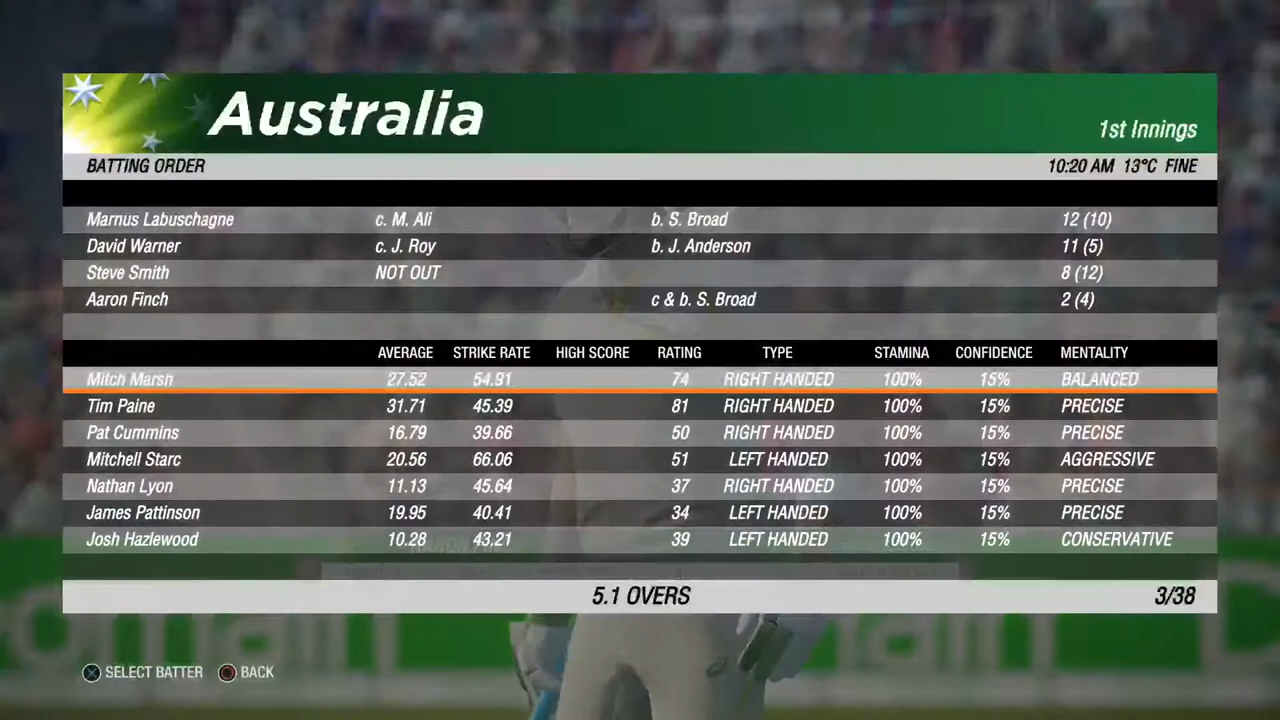 Australia
1st Innings
BATTING ORDER 10:20 AM 13°C FINE
Marnus Labuschagne c. M. Ali b. S. Broad 12 (10)
David Warner c. J. Roy b. J. Anderson 11 (5)
Steve Smith NOT OUT 8 (12)
Aaron Finch c & b. S. Broad 2 (4)
AVERAGE STRIKE RATE HIGH SCORE RATING TYPE STAMINA CONFIDENCE MENTALITY
Mitch Marsh 27.52 54.91 74 RIGHT HANDED 100% 15% BALANCED
Tim Paine 31.71 45.39 81 RIGHT HANDED 100% 15% PRECISE
Pat Cummins 16.79 39.66 50 RIGHT HANDED 100% 15% PRECISE
Mitchell Starc 20.56 66.06 51 LEFT HANDED 100% 15% AGGRESSIVE
Nathan Lyon 11.13 45.64 37 RIGHT HANDED 100% 15% PRECISE
James Pattinson 19.95 40.41 34 LEFT HANDED 100% 15% PRECISE
Josh Hazlewood 10.28 43.21 39 LEFT HANDED 100% 15% CONSERVATIVE
5.1 OVERS 3/38
SELECT BATTER BACK